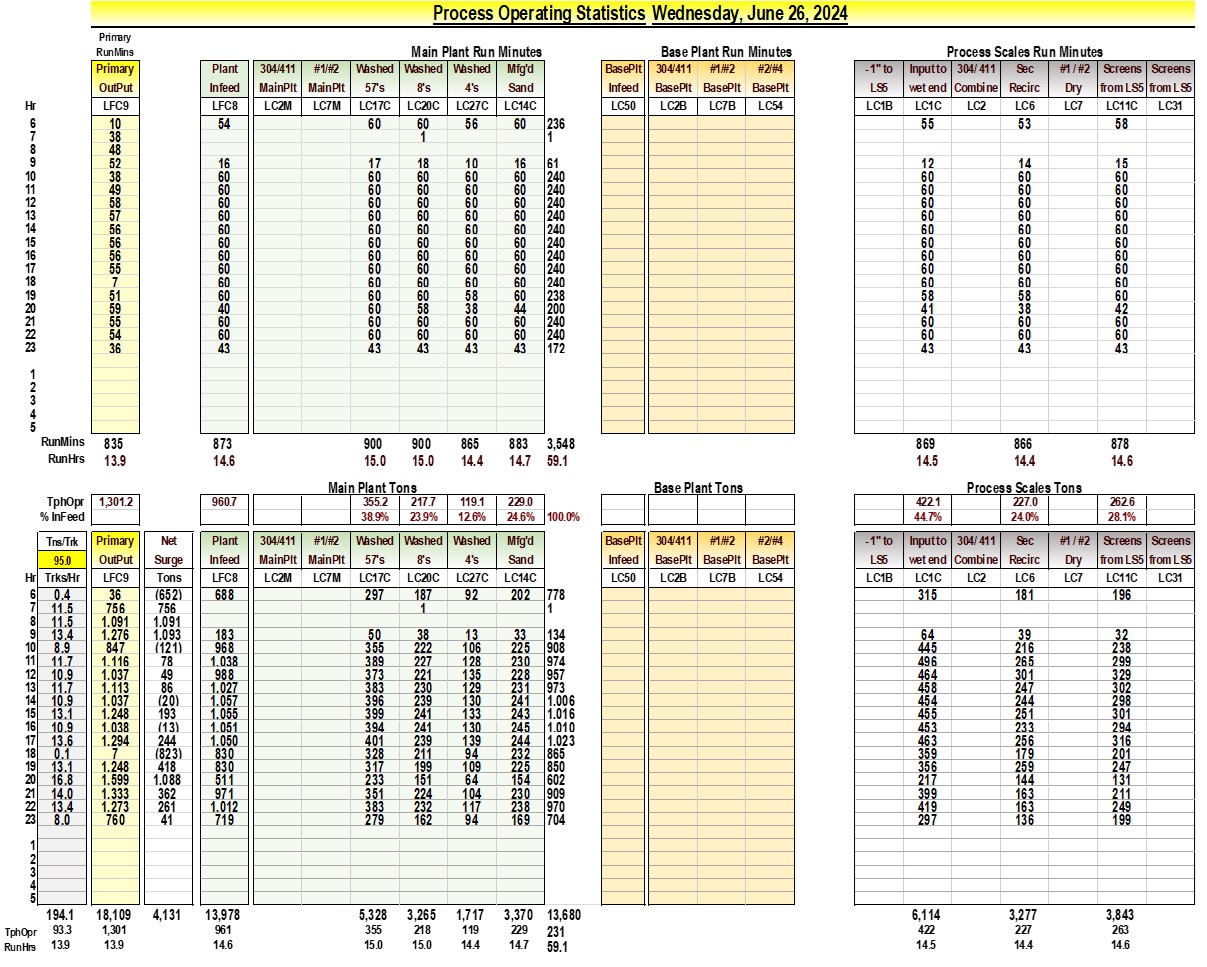 Process Operating Statistics Wednesday, June 26, 2024
Primary
RunMins Main Plant Run Minutes Base Plant Run Minutes Process Scales Run Minutes
Primary Plant 304/411 #1/#2 Washed Washed Washed Mfg'd BasePlt 304/411 #1/#2 #2/#4 -1" to Input to 304/ 411 Sec #1 / #2 Screens Screens
OutPut Infeed MainPlt MainPlt 57's 8's 4's Sand Infeed BasePlt BasePlt BasePlt LS5 wet end Combine Recirc Dry from LS5 from LS5
Hr LFC9 LFC8 LC2M LC7M LC17C LC20C LC27C LC14C LC50 LC2B LC7B LC54 LC1B LC1C LC2 LC6 LC7 LC11C LC31
6 10 54 60 60 56 60 236 55 53 58
7 38 1 1
8 48
9 52 16 17 18 10 16 61 12 14 15
10 38 60 60 60 60 60 240 60 60 60
11 49 60 60 60 60 60 240 60 60 60
12 58 60 60 60 60 60 240 60 60 60
13 57 60 60 60 60 60 240 60 60 60
14 56 60 60 60 60 60 240 60 60 60
15 56 60 60 60 60 60 240 60 60 60
16 56 60 60 60 60 60 240 60 60 60
17 55 60 60 60 60 60 240 60 60 60
18 7 60 60 60 60 60 240 60 60 60
19 51 60 60 60 58 60 238 58 58 60
20 59 40 60 58 38 44 200 41 38 42
21 55 60 60 60 60 60 240 60 60 60
22 54 60 60 60 60 60 240 60 60 60
23 36 43 43 43 43 43 172 43 43 43
1
2
3
4
5
RunMins 835 873 900 900 865 883 3,548 869 866 878
RunHrs 13.9 14.6 15.0 15.0 14.4 14.7 59.1 14.5 14.4 14.6
Main Plant Tons Base Plant Tons Process Scales Tons
TphOpr 1,301.2 960.7 355.2 217.7 119.1 229.0 422.1 227.0 262.6
% InFeed 38.9% 23.9% 12.6% 24.6% 100.0% 44.7% 24.0% 28.1%
Tns/Trk Primary Net Plant 304/411 #1/#2 Washed Washed Washed Mfg'd BasePlt 304/411 #1/#2 #2/#4 -1" to Input to 304/ 411 Sec #1 / #2 Screens Screens
95.0 OutPut Surge Infeed MainPlt MainPlt 57's 8's 4's Sand Infeed BasePlt BasePlt BasePlt LS5 wet end Combine Recirc Dry from LS5 from LS5
Hr Trks/Hr LFC9 Tons LFC8 LC2M LC7M LC17C LC20C LC27C LC14C LC50 LC2B LC7B LC54 LC1B LC1C LC2 LC6 LC7 LC11C LC31
6 0.4 36 (652) 688 297 187 92 202 778 315 181 196
7 11.5 756 756 1 1
8 11.5 1.091 1.091
9 13.4 1.276 1.093 183 50 38 13 33 134 64 39 32
10 8.9 847 (121) 968 355 222 106 225 908 445 216 238
11 11.7 1.116 78 1.038 389 227 128 230 974 496 265 299
12 10.9 1.037 49 988 373 221 135 228 957 464 301 329
13 11.7 1.113 86 1.027 383 230 129 231 973 458 247 302
14 10.9 1.037 (20) 1.057 396 239 130 241 1.006 454 244 298
15 13.1 1.248 193 1.055 399 241 133 243 1.016 455 251 301
16 10.9 1.038 (13) 1.051 394 241 130 245 1.010 453 233 294
17 13.6 1.294 244 1.050 401 239 139 244 1.023 463 256 316
18 0.1 7 (823) 830 328 211 94 232 865 359 179 201
19 13.1 1.248 418 830 317 199 109 225 850 356 259 247
20 16.8 1.599 1.088 511 233 151 64 154 602 217 144 131
21 14.0 1.333 362 971 351 224 104 230 909 399 163 211
22 13.4 1.273 261 1.012 383 232 117 238 970 419 163 249
23 8.0 760 41 719 279 162 94 169 704 297 136 199
1
2
3
4
5
194.1 18,109 4,131 13,978 5,328 3,265 1,717 3,370 13,680 6,114 3,277 3,843
TphOpr 93.3 1,301 961 355 218 119 229 231 422 227 263
RunHrs 13.9 13.9 14.6 15.0 15.0 14.4 14.7 59.1 14.5 14.4 14.6